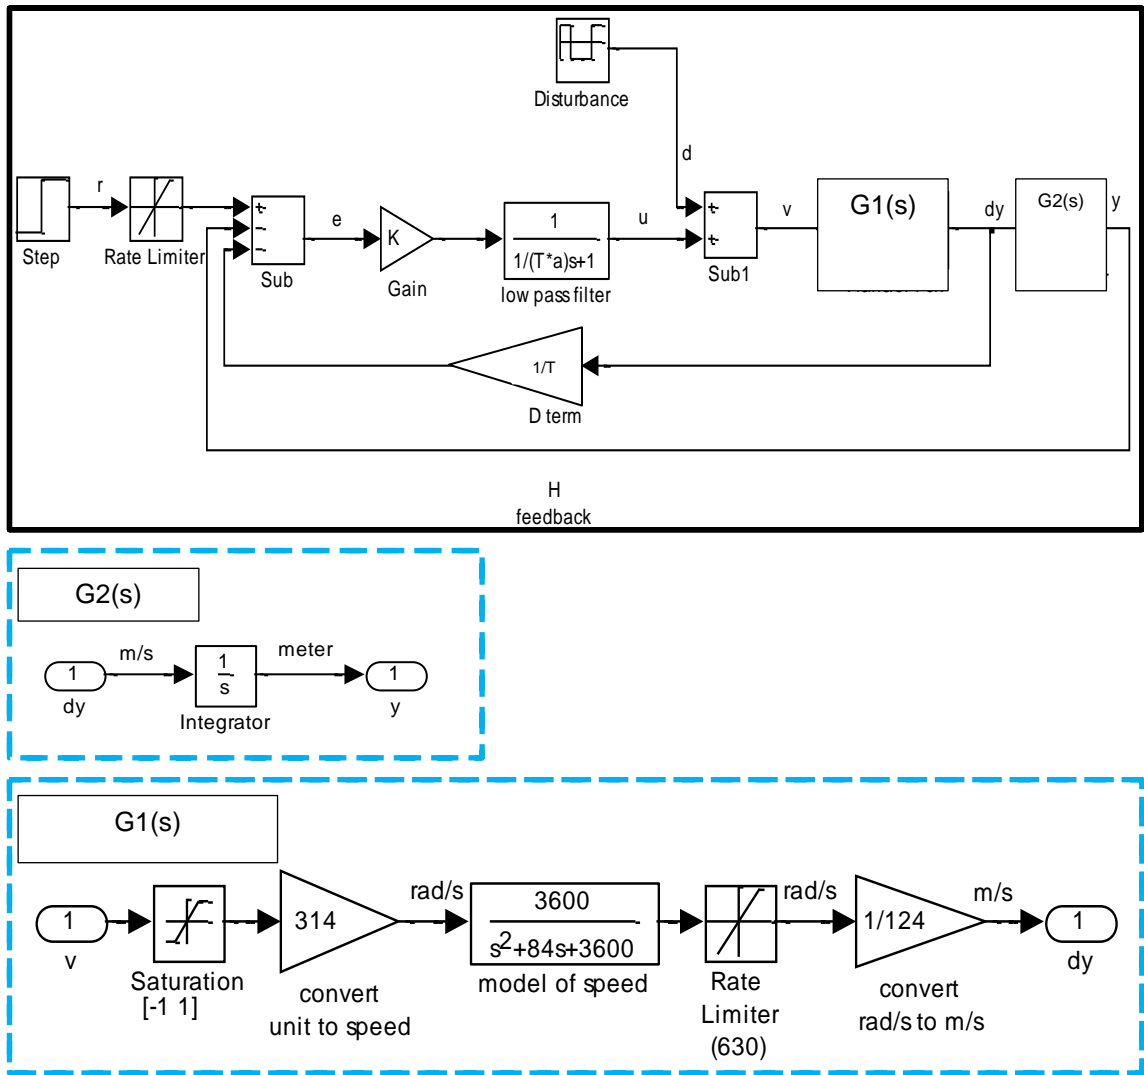 Disturbance
d
r
Step
Rate Limiter
+
-
-
Sub
e
K
Gain
1
1/(T*a)s+1
low pass filter
u
+
+
Sub1
v
G1(s)
dy
G2(s)
y
1/T
D term
H
feedback
G2(s)
1
dy
m/s
1
s
Integrator
meter
1
y
G1(s)
1
v
Saturation
[-1 1]
314
convert
unit to speed
rad/s
3600
s2+84s+3600
model of speed
Rate
Limiter
(630)
rad/s
1/124
convert
rad/s to m/s
m/s
1
dy